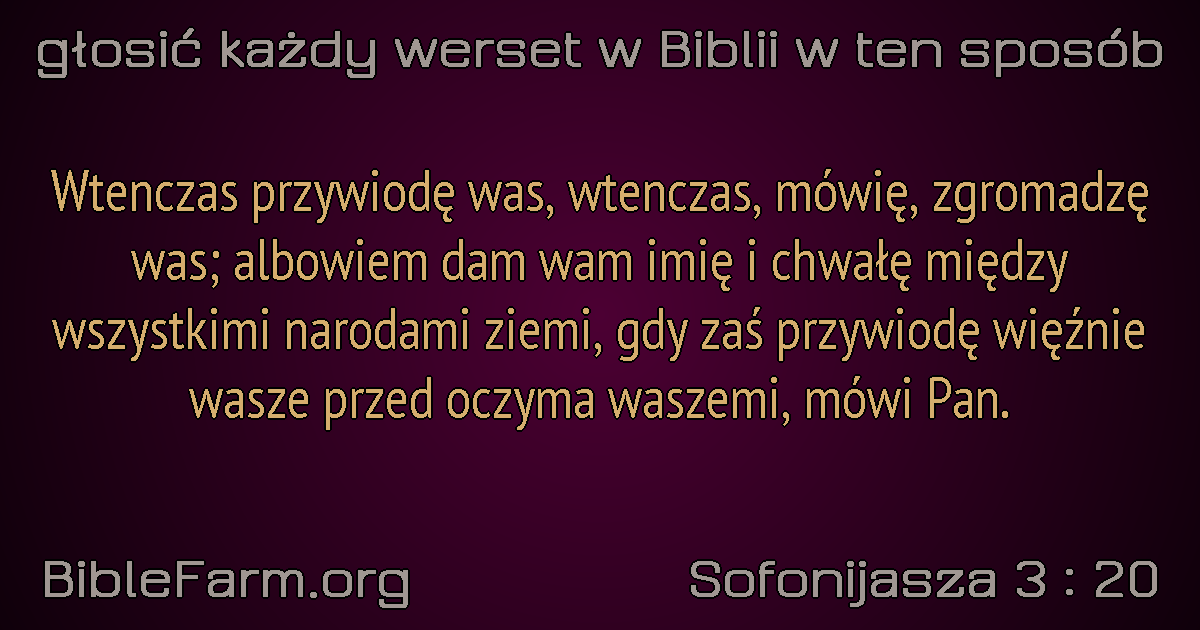 głosić każdy werset w Biblii w ten sposób
Wtenczas przywiodę was, wtenczas, mówię, zgromadzę
was; albowiem dam wam imię i chwałę między
wszystkimi narodami ziemi, gdy zaś przywiodę więźnie
wasze przed oczyma waszemi, mówi Pan.
BibleFarm.org
Sofonijasza 3 : 20